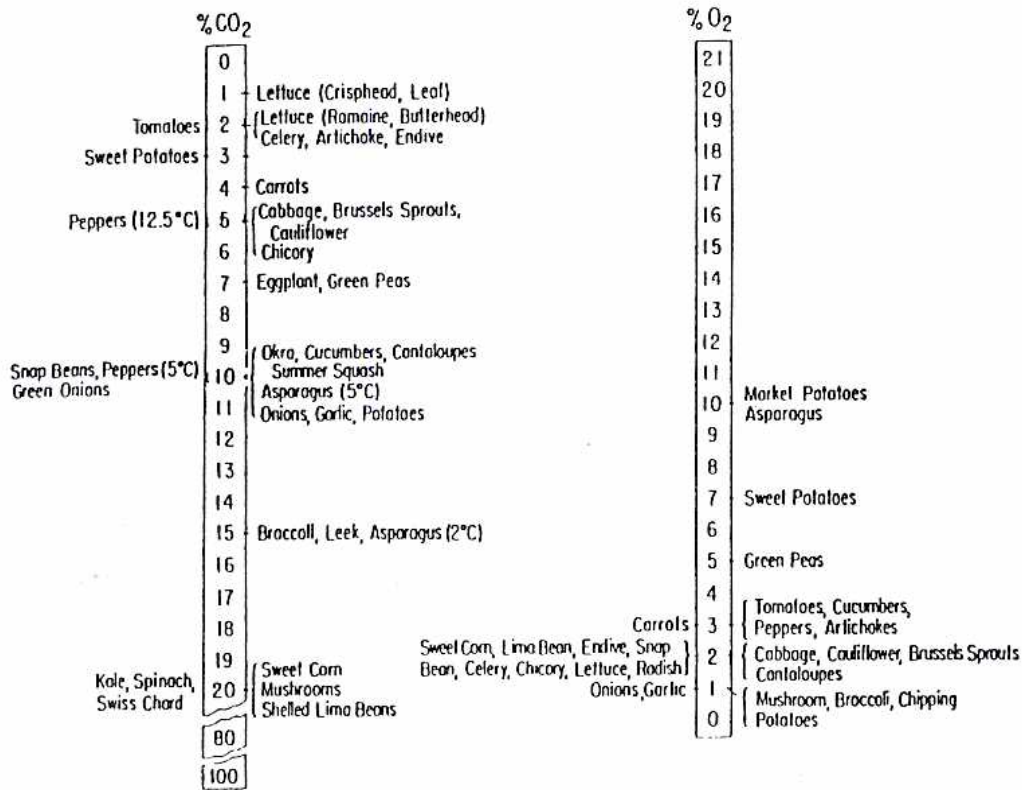 %CO₂
0
1 Lettuce (Crisphead, Leaf)
Tomatoes 2 Lettuce (Romaine, Butterhead)
Celery, Artichoke, Endive
Sweet Potatoes 3
4 Carrots
Peppers (12.5°C) 5 Cabbage, Brussels Sprouts,
Cauliflower
6 Chicory
7 Eggplant, Green Peas
8
9 Okra, Cucumbers, Cantaloupes
Summer Squash
Snap Beans, Peppers (5°C) 10 Asparagus (5°C)
Green Onions
11 Onions, Garlic, Potatoes
12
13
14
15 Broccoli, Leek, Asparagus (2°C)
16
17
18
19 Sweet Corn
Kale, Spinach, 20 Mushrooms
Swiss Chard Shelled Lima Beans
80
100
%O₂
21
20
19
18
17
16
15
14
13
12
11
10 Market Potatoes
Asparagus
9
8
7 Sweet Potatoes
6
5 Green Peas
4
Tomatoes, Cucumbers,
Carrots 3 Peppers, Artichokes
Sweet Corn, Lima Bean, Endive, Snap
Bean, Celery, Chicory, Lettuce, Radish 2 Cabbage, Cauliflower, Brussels Sprouts
Cantaloupes
Onions, Garlic 1 Mushroom, Broccoli, Chipping
0 Potatoes